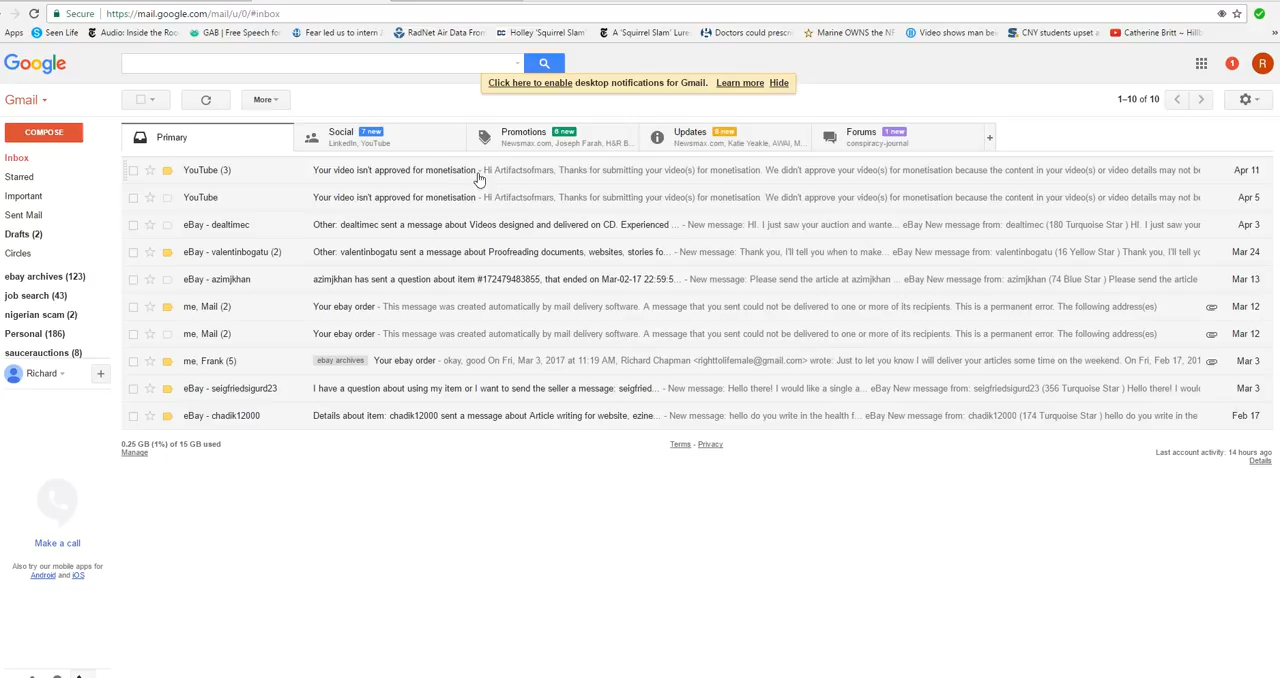 Secure | https://mail.google.com/mail/u/0/#inbox
Apps Seen Life Audio: Inside the Roo GAB | Free Speech fo Fear led us to intern RadNet Air Data From Holley 'Squirrel Slam' A 'Squirrel Slam' Lure Doctors could prescr Marine OWNS the NF Video shows man be CNY students upset a Catherine Britt ~ Hillb »
Google
1 R
Click here to enable desktop notifications for Gmail. Learn more Hide
Gmail More 1–10 of 10
COMPOSE
Inbox
Starred
Important
Sent Mail
Drafts (2)
Circles
ebay archives (123)
job search (43)
nigerian scam (2)
Personal (186)
saucerauctions (8)
Richard
+
Make a call
Also try our mobile apps for
Android and iOS
Primary
Social 7 new
LinkedIn, YouTube
Promotions 6 new
Newsmax.com, Joseph Farah, H&R B...
Updates 8 new
Newsmax.com, Katie Yeakle, AWAI, M...
Forums 1 new
conspiracy-journal
+
YouTube (3) Your video isn't approved for monetisation - Hi Artifactsofmars, Thanks for submitting your video(s) for monetisation. We didn't approve your video(s) for monetisation because the content in your video(s) or video details may not be Apr 11
YouTube Your video isn't approved for monetisation - Hi Artifactsofmars, Thanks for submitting your video(s) for monetisation. We didn't approve your video(s) for monetisation because the content in your video(s) or video details may not be Apr 5
eBay - dealtimec Other: dealtimec sent a message about Videos designed and delivered on CD. Experienced ... - New message: HI. I just saw your auction and wante... eBay New message from: dealtimec (180 Turquoise Star ) HI. I just saw your Apr 3
eBay - valentinbogatu (2) Other: valentinbogatu sent a message about Proofreading documents, websites, stories fo... - New message: Thank you, I'll tell you when to make... eBay New message from: valentinbogatu (16 Yellow Star ) Thank you, I'll tell yc Mar 24
eBay - azimjkhan azimjkhan has sent a question about item #172479483855, that ended on Mar-02-17 22:59:5... - New message: Please send the article at azimjkhan ... eBay New message from: azimjkhan (74 Blue Star ) Please send the article Mar 13
me, Mail (2) Your ebay order - This message was created automatically by mail delivery software. A message that you sent could not be delivered to one or more of its recipients. This is a permanent error. The following address(es) Mar 12
me, Mail (2) Your ebay order - This message was created automatically by mail delivery software. A message that you sent could not be delivered to one or more of its recipients. This is a permanent error. The following address(es) Mar 12
me, Frank (5) ebay archives Your ebay order - okay, good On Fri, Mar 3, 2017 at 11:19 AM, Richard Chapman <righttolifemale@gmail.com> wrote: Just to let you know I will deliver your articles some time on the weekend. On Fri, Feb 17, 201 Mar 3
eBay - seigfriedsigurd23 I have a question about using my item or I want to send the seller a message: seigfried... - New message: Hello there! I would like a single a... eBay New message from: seigfriedsigurd23 (356 Turquoise Star ) Hello there! I woul Mar 3
eBay - chadik12000 Details about item: chadik12000 sent a message about Article writing for website, ezine... - New message: hello do you write in the health f... eBay New message from: chadik12000 (174 Turquoise Star ) hello do you write in the Feb 17
0.25 GB (1%) of 15 GB used
Manage
Terms - Privacy
Last account activity: 14 hours ago
Details